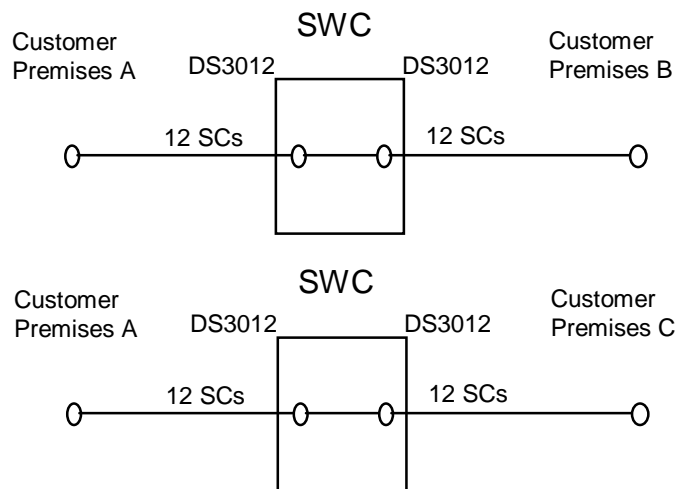 SWC
Customer
Premises A
DS3012
DS3012
Customer
Premises B
12 SCs
12 SCs
SWC
Customer
Premises A
DS3012
DS3012
Customer
Premises C
12 SCs
12 SCs